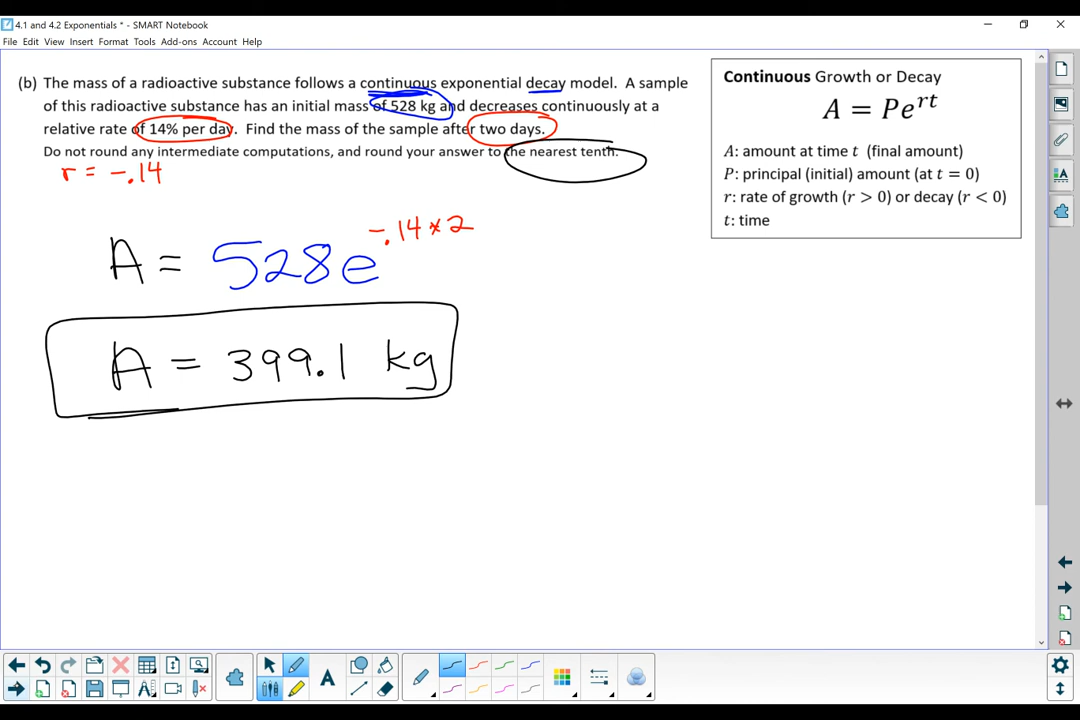 4.1 and 4.2 Exponentials * - SMART Notebook
File Edit View Insert Format Tools Add-ons Account Help
(b) The mass of a radioactive substance follows a continuous exponential decay model. A sample
of this radioactive substance has an initial mass of 528 kg and decreases continuously at a
relative rate of 14% per day. Find the mass of the sample after two days.
Do not round any intermediate computations, and round your answer to the nearest tenth.
r = -.14
A = 528e^{-.14*2}
A = 399.1 kg
Continuous Growth or Decay
A = Pe^{rt}
A: amount at time t (final amount)
P: principal (initial) amount (at t = 0)
r: rate of growth (r > 0) or decay (r < 0)
t: time